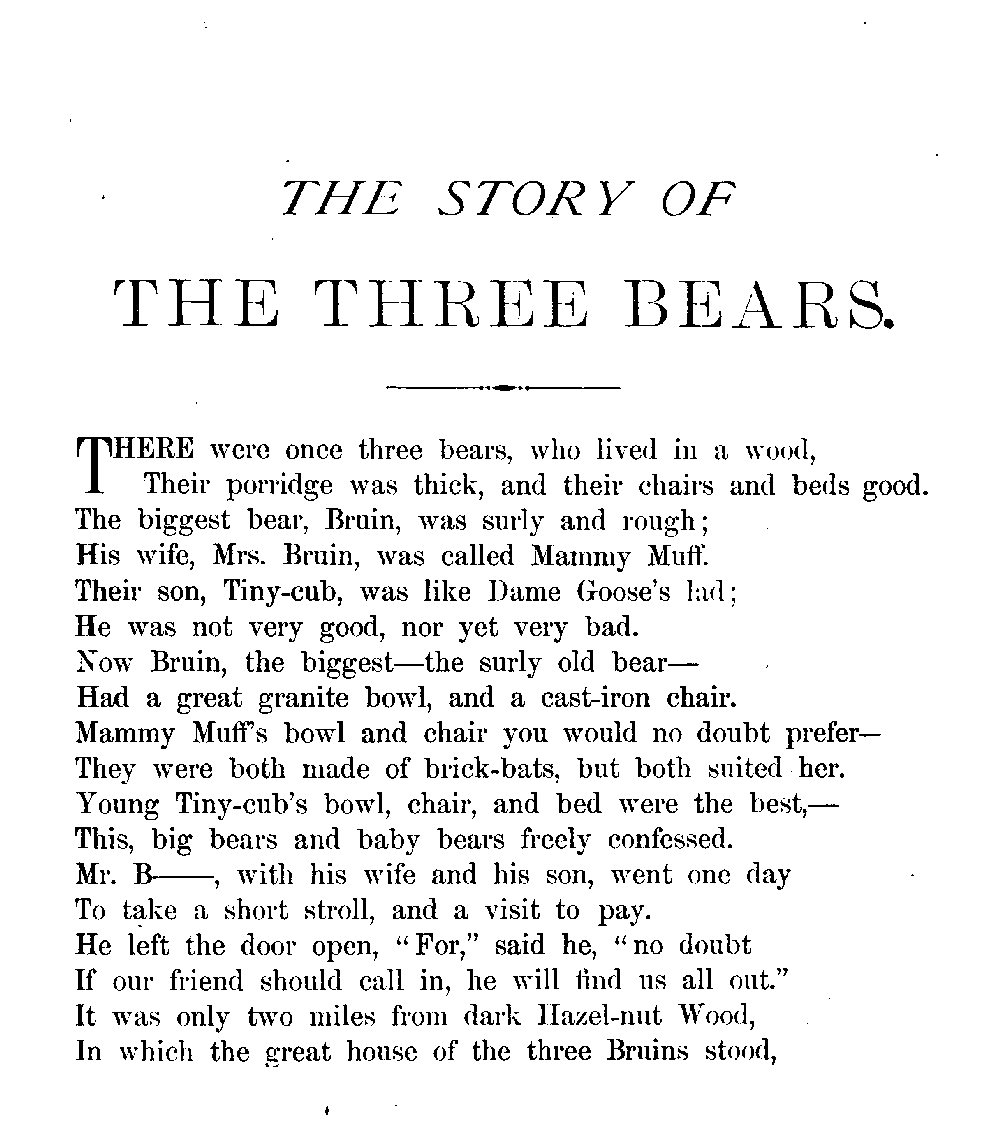 THE STORY OF
THE THREE BEARS.
THERE were once three bears, who lived in a wood,
Their porridge was thick, and their chairs and beds good.
The biggest bear, Bruin, was surly and rough;
His wife, Mrs. Bruin, was called Mammy Muff.
Their son, Tiny-cub, was like Dame Goose's lad;
He was not very good, nor yet very bad.
Now Bruin, the biggest—the surly old bear—
Had a great granite bowl, and a cast-iron chair.
Mammy Muff's bowl and chair you would no doubt prefer—
They were both made of brick-bats, but both suited her.
Young Tiny-cub's bowl, chair, and bed were the best,—
This, big bears and baby bears freely confessed.
Mr. B——, with his wife and his son, went one day
To take a short stroll, and a visit to pay.
He left the door open, "For," said he, "no doubt
If our friend should call in, he will find us all out."
It was only two miles from dark Hazel-nut Wood,
In which the great house of the three Bruins stood,